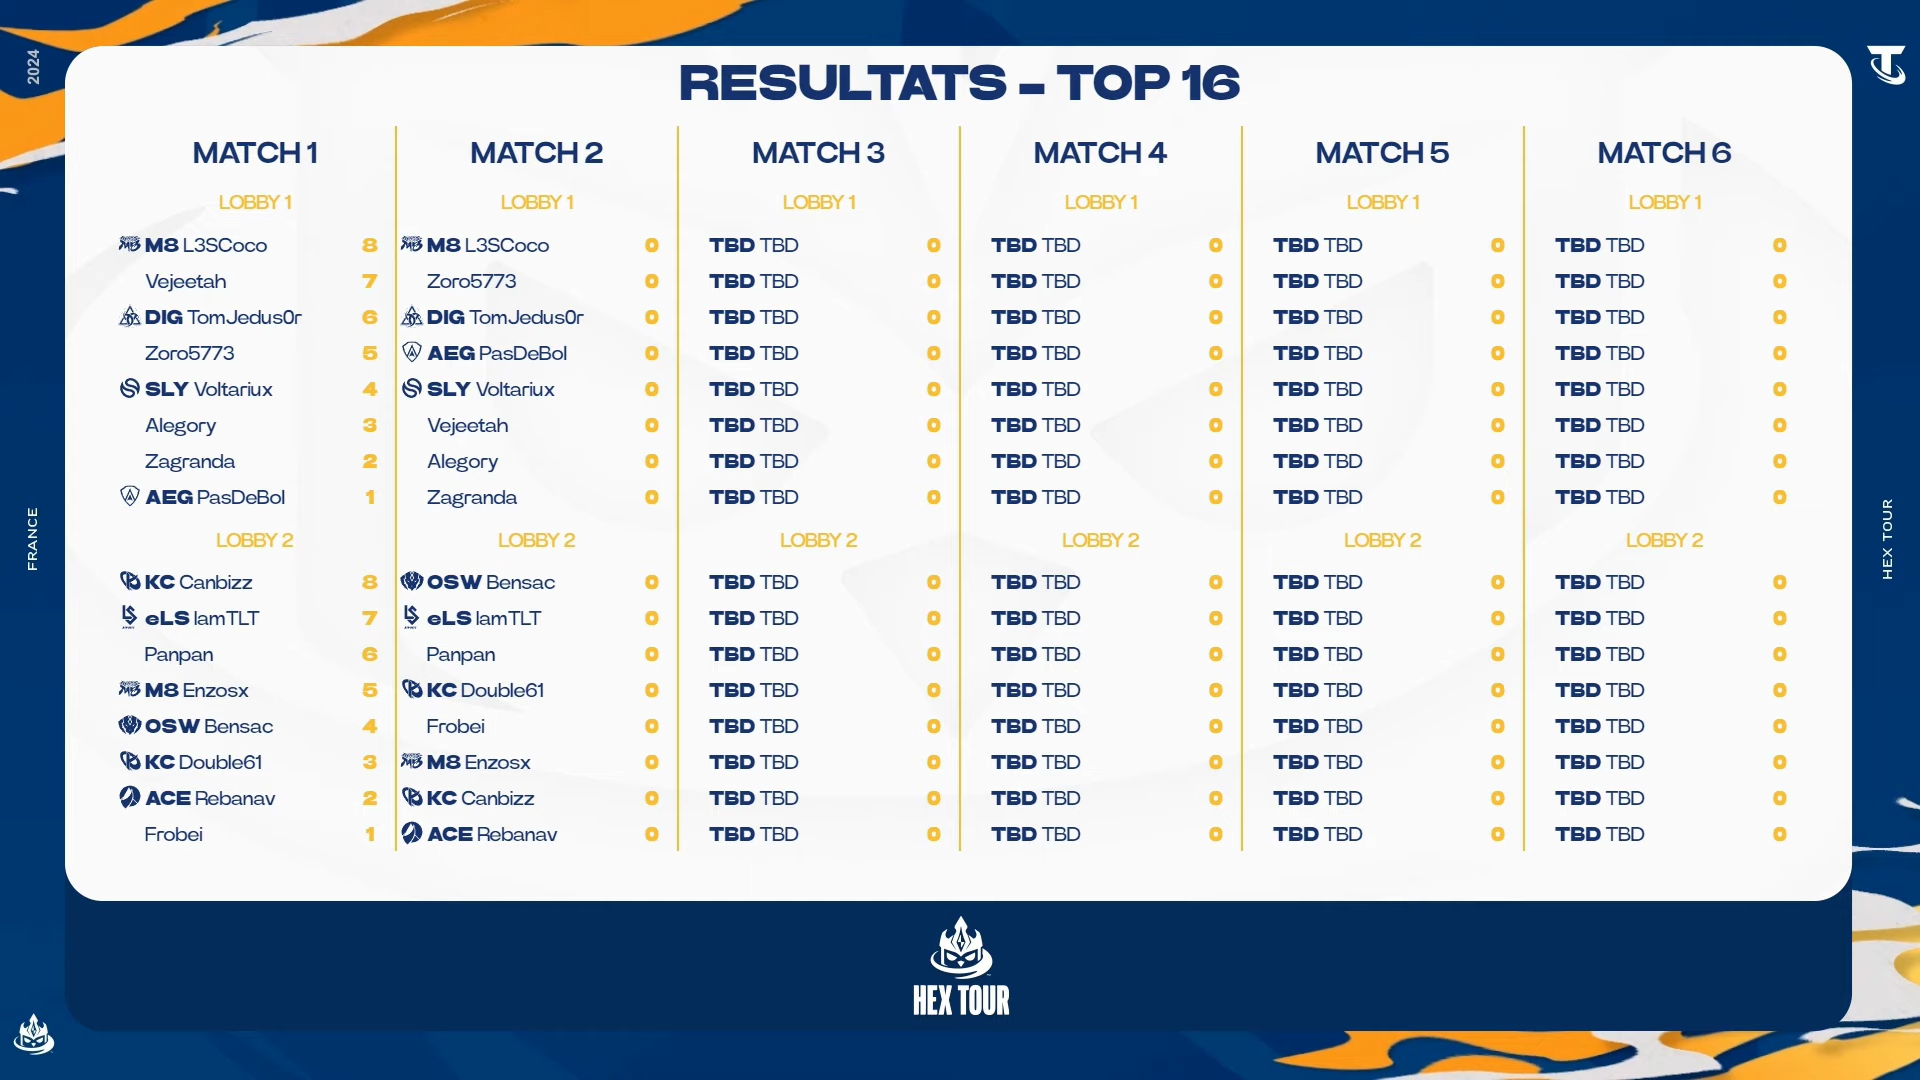 2024
RESULTATS - TOP 16
MATCH 1
LOBBY 1
M8 L3SCoco 8
Vejeetah 7
DIG TomJedus0r 6
Zoro5773 5
SLY Voltariux 4
Alegory 3
Zagranda 2
AEG PasDeBol 1
LOBBY 2
KC Canbizz 8
eLS IamTLT 7
Panpan 6
M8 Enzosx 5
OSW Bensac 4
KC Double61 3
ACE Rebanav 2
Frobei 1
MATCH 2
LOBBY 1
M8 L3SCoco 0
Zoro5773 0
DIG TomJedus0r 0
AEG PasDeBol 0
SLY Voltariux 0
Vejeetah 0
Alegory 0
Zagranda 0
LOBBY 2
OSW Bensac 0
eLS IamTLT 0
Panpan 0
KC Double61 0
Frobei 0
M8 Enzosx 0
KC Canbizz 0
ACE Rebanav 0
MATCH 3
LOBBY 1
TBD TBD 0
TBD TBD 0
TBD TBD 0
TBD TBD 0
TBD TBD 0
TBD TBD 0
TBD TBD 0
TBD TBD 0
LOBBY 2
TBD TBD 0
TBD TBD 0
TBD TBD 0
TBD TBD 0
TBD TBD 0
TBD TBD 0
TBD TBD 0
TBD TBD 0
MATCH 4
LOBBY 1
TBD TBD 0
TBD TBD 0
TBD TBD 0
TBD TBD 0
TBD TBD 0
TBD TBD 0
TBD TBD 0
TBD TBD 0
LOBBY 2
TBD TBD 0
TBD TBD 0
TBD TBD 0
TBD TBD 0
TBD TBD 0
TBD TBD 0
TBD TBD 0
TBD TBD 0
MATCH 5
LOBBY 1
TBD TBD 0
TBD TBD 0
TBD TBD 0
TBD TBD 0
TBD TBD 0
TBD TBD 0
TBD TBD 0
TBD TBD 0
LOBBY 2
TBD TBD 0
TBD TBD 0
TBD TBD 0
TBD TBD 0
TBD TBD 0
TBD TBD 0
TBD TBD 0
TBD TBD 0
MATCH 6
LOBBY 1
TBD TBD 0
TBD TBD 0
TBD TBD 0
TBD TBD 0
TBD TBD 0
TBD TBD 0
TBD TBD 0
TBD TBD 0
LOBBY 2
TBD TBD 0
TBD TBD 0
TBD TBD 0
TBD TBD 0
TBD TBD 0
TBD TBD 0
TBD TBD 0
TBD TBD 0
FRANCE
HEX TOUR
HEX TOUR